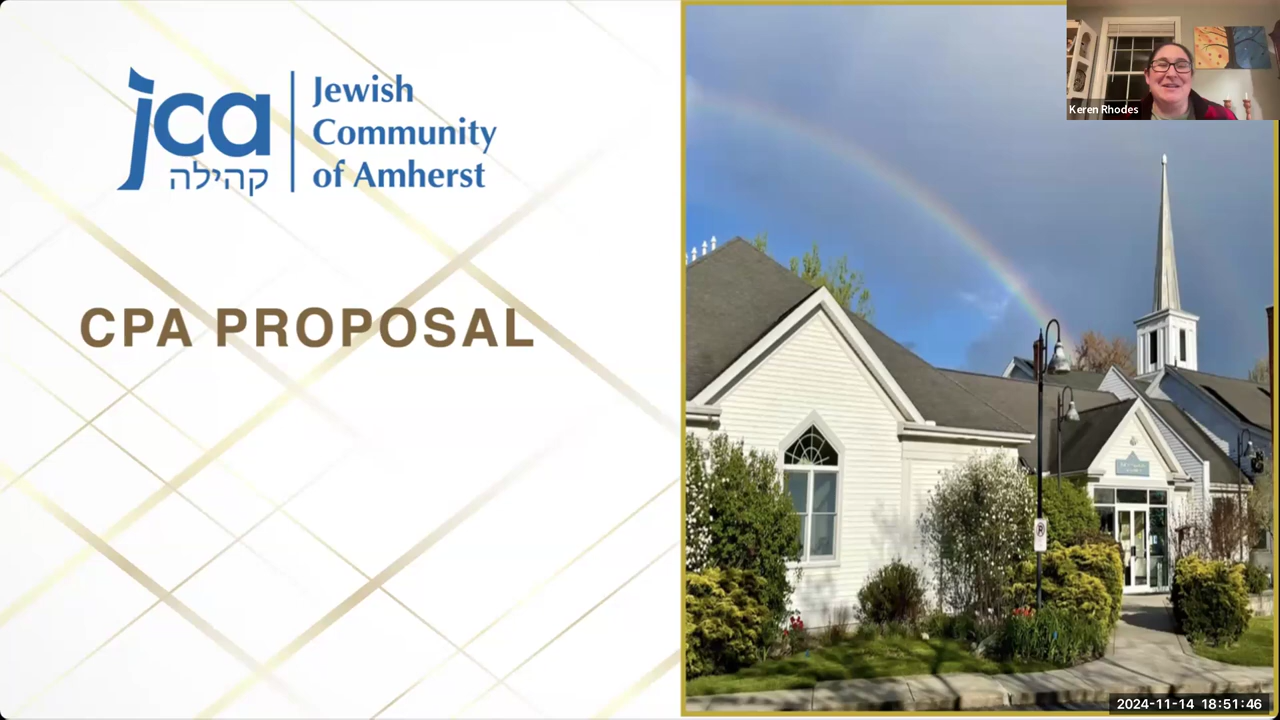 jca
קהילה
Jewish
Community
of Amherst
CPA PROPOSAL
Keren Rhodes
2024-11-14 18:51:46